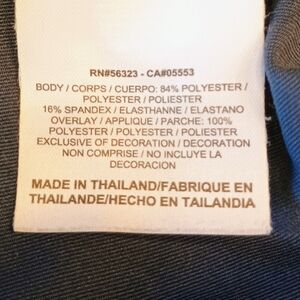 RN#56323 - CA#05553
BODY / CORPS / CUERPO: 84% POLYESTER /
POLYESTER / POLIESTER
16% SPANDEX / ELASTHANNE / ELASTANO
OVERLAY / APPLIQUE / PARCHE: 100%
POLYESTER / POLYESTER / POLIESTER
EXCLUSIVE OF DECORATION / DECORATION
NON COMPRISE / NO INCLUYE LA
DECORACION
MADE IN THAILAND/FABRIQUE EN
THAILANDE/HECHO EN TAILANDIA